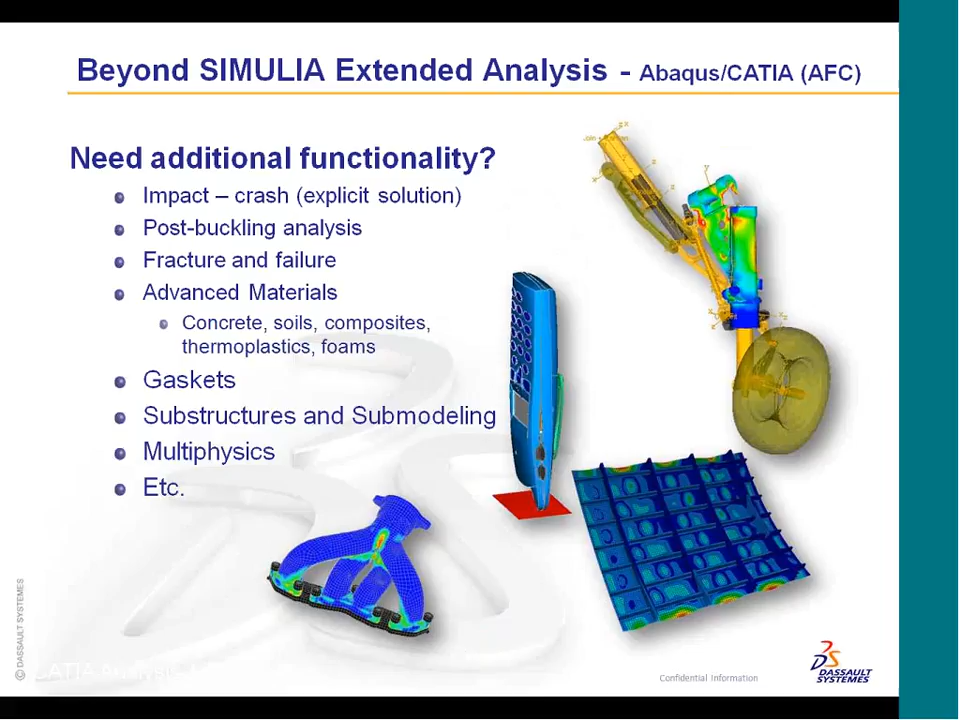 Beyond SIMULIA Extended Analysis - Abaqus/CATIA (AFC)
Need additional functionality?
Impact – crash (explicit solution)
Post-buckling analysis
Fracture and failure
Advanced Materials
Concrete, soils, composites,
thermoplastics, foams
Gaskets
Substructures and Submodeling
Multiphysics
Etc.
© DASSAULT SYSTEMES
Confidential Information
DASSAULT
SYSTEMES